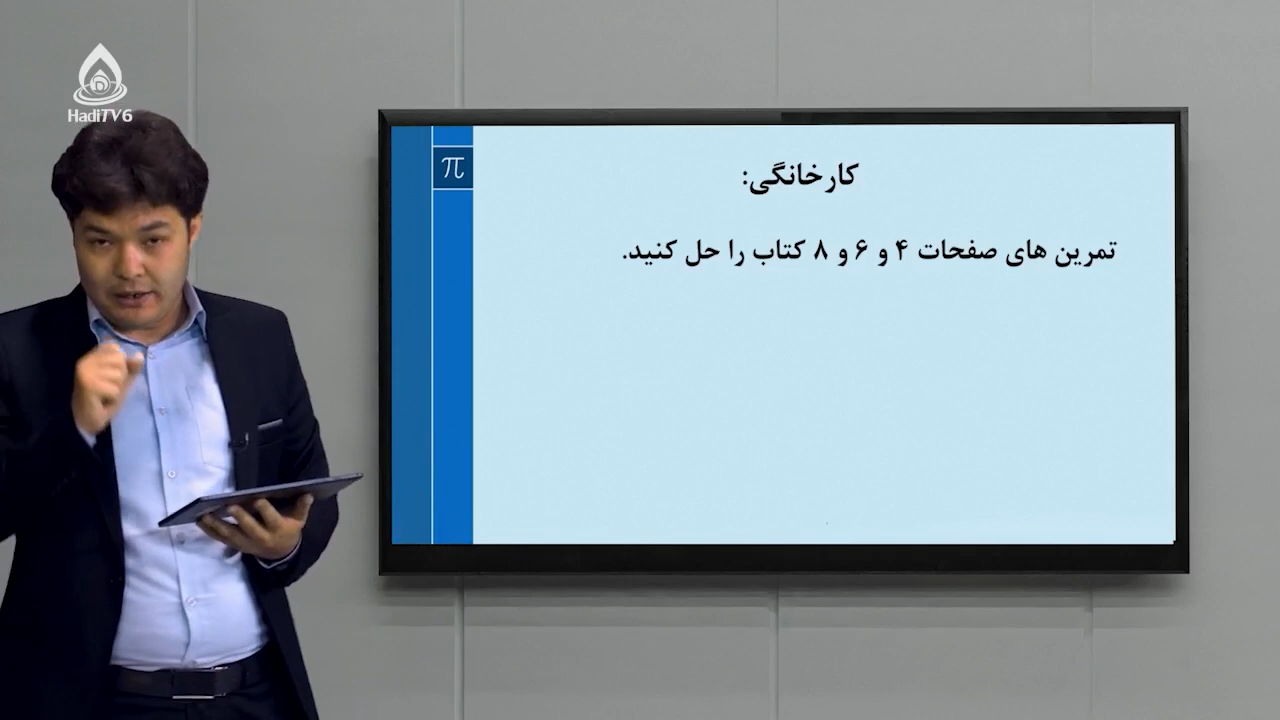 HadiTV6
π
کارخانگی:
تمرین های صفحات ۴ و ۶ و ۸ کتاب را حل کنید.